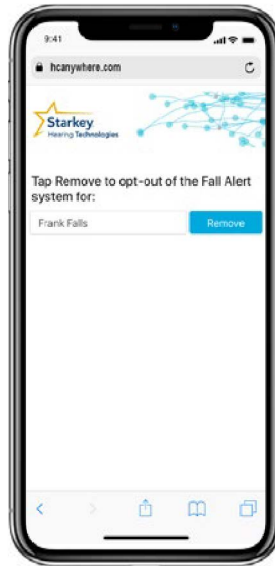 9:41
hcanywhere.com
Starkey
Hearing Technologies
Tap Remove to opt-out of the Fall Alert
system for:
Frank Falls
Remove